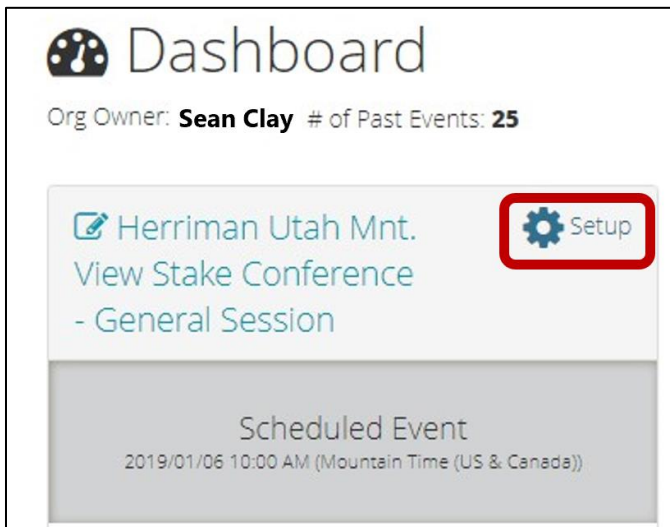 Dashboard
Org Owner: Sean Clay # of Past Events: 25
Herriman Utah Mnt.
View Stake Conference
- General Session
Setup
Scheduled Event
2019/01/06 10:00 AM (Mountain Time (US & Canada))